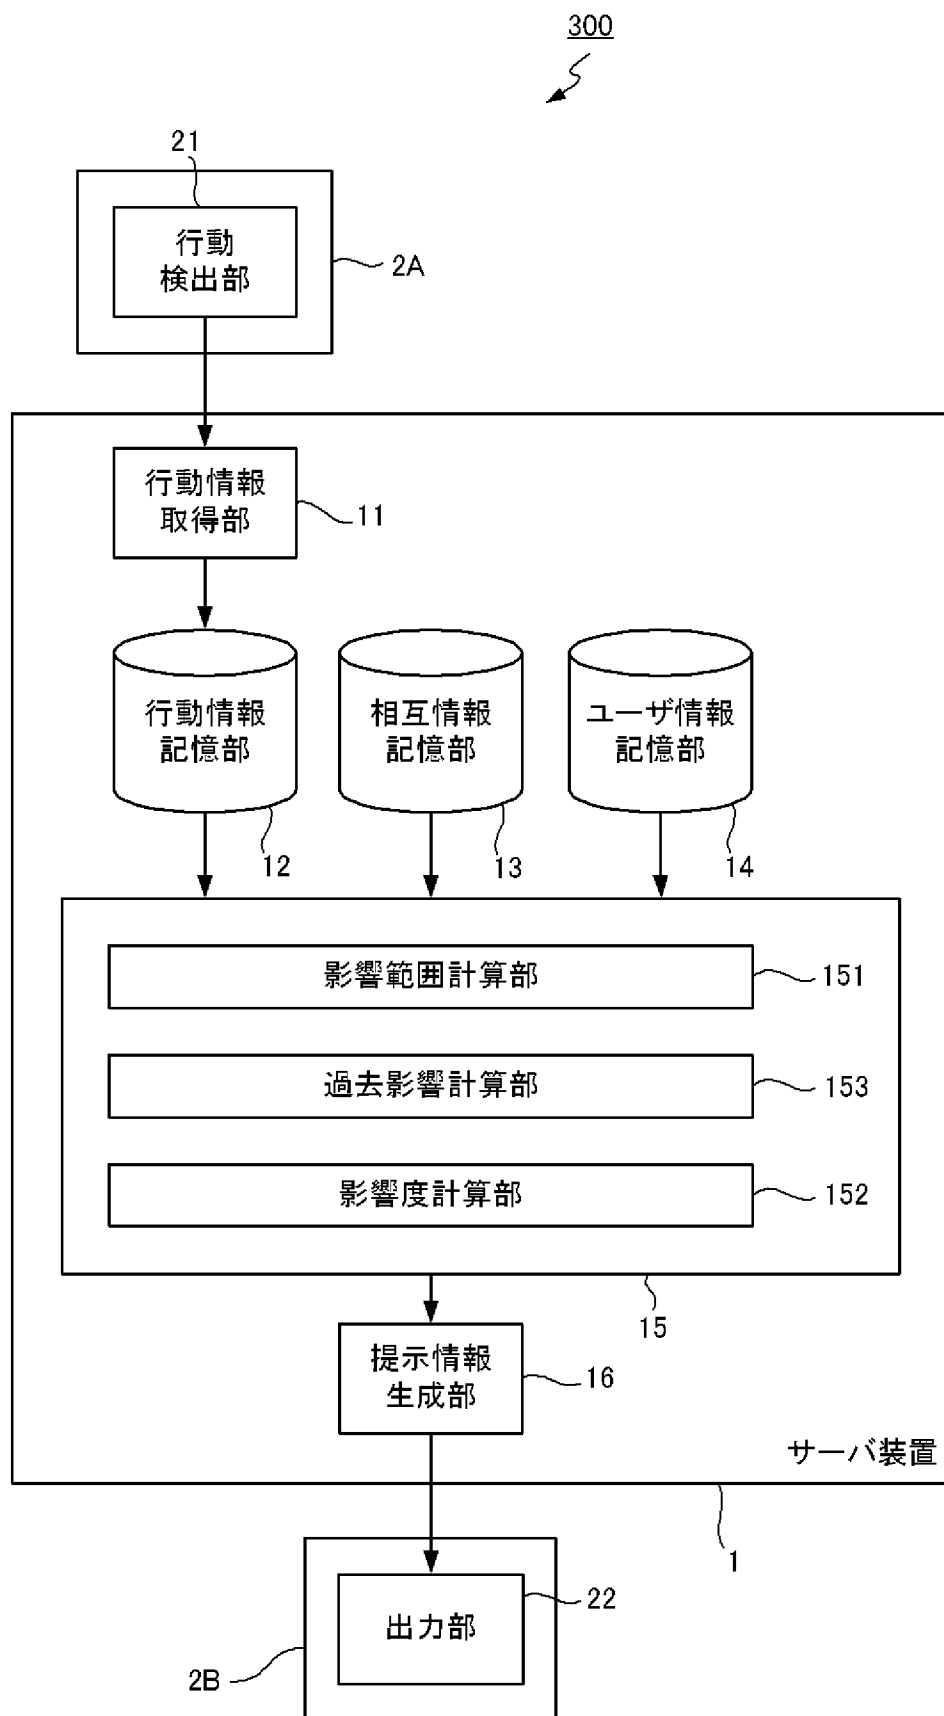 300
21
行動
検出部
2A
行動情報
取得部
11
行動情報
記憶部
相互情報
記憶部
ユーザ情報
記憶部
12
13
14
影響範囲計算部
151
過去影響計算部
153
影響度計算部
152
15
提示情報
生成部
16
サーバ装置
1
出力部
22
2B